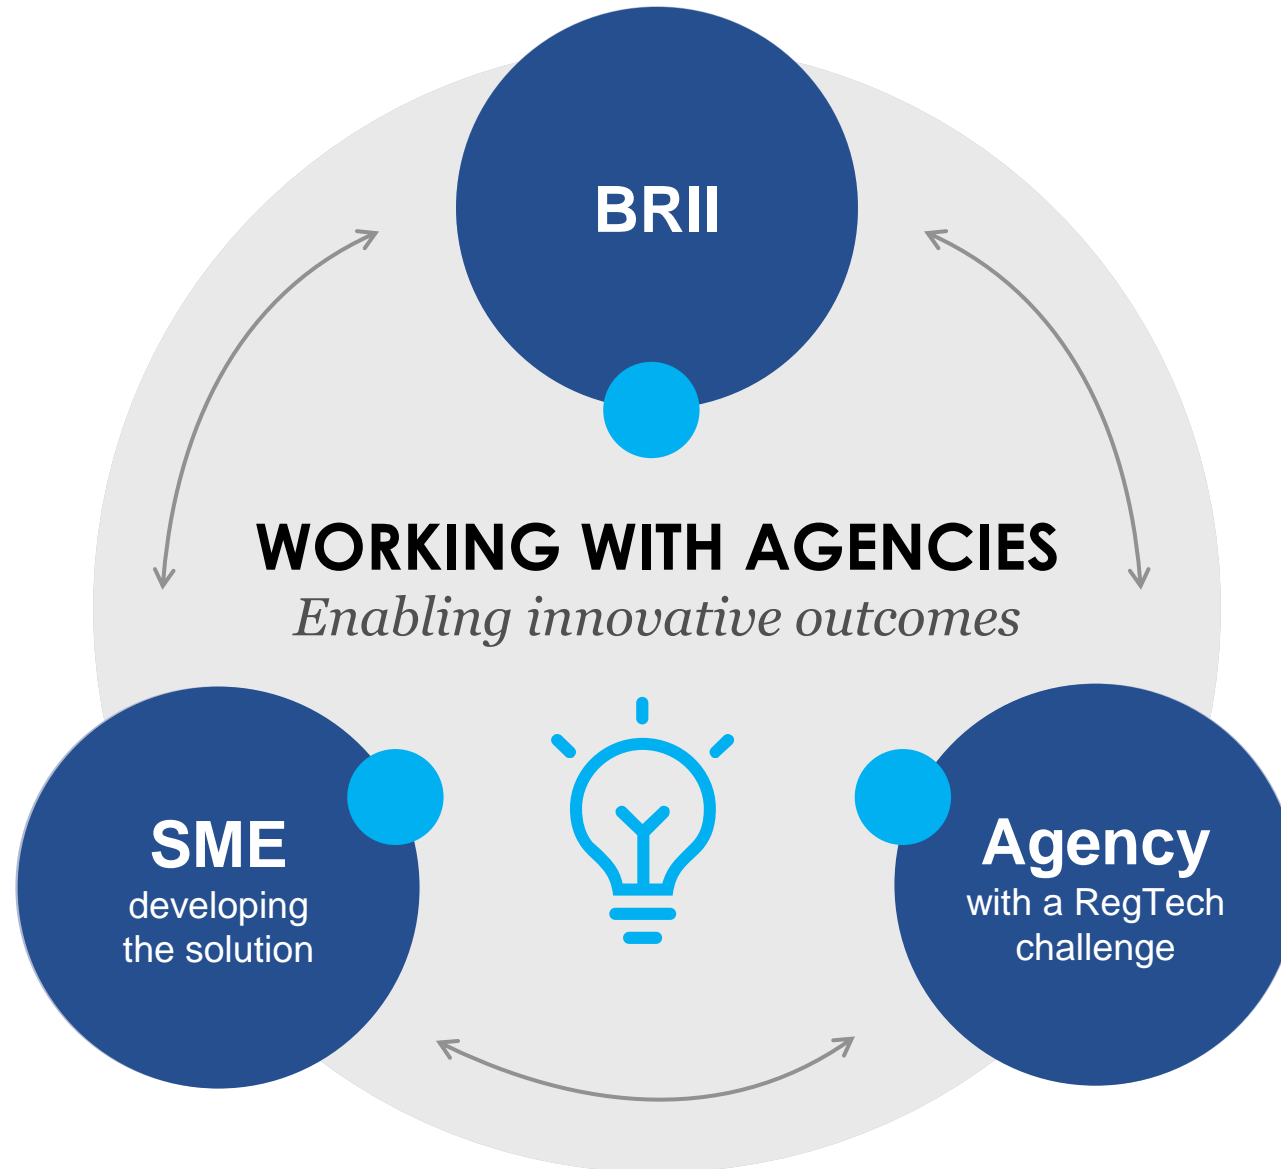 BRII
WORKING WITH AGENCIES
Enabling innovative outcomes
SME
developing
the solution
Agency
with a RegTech
challenge